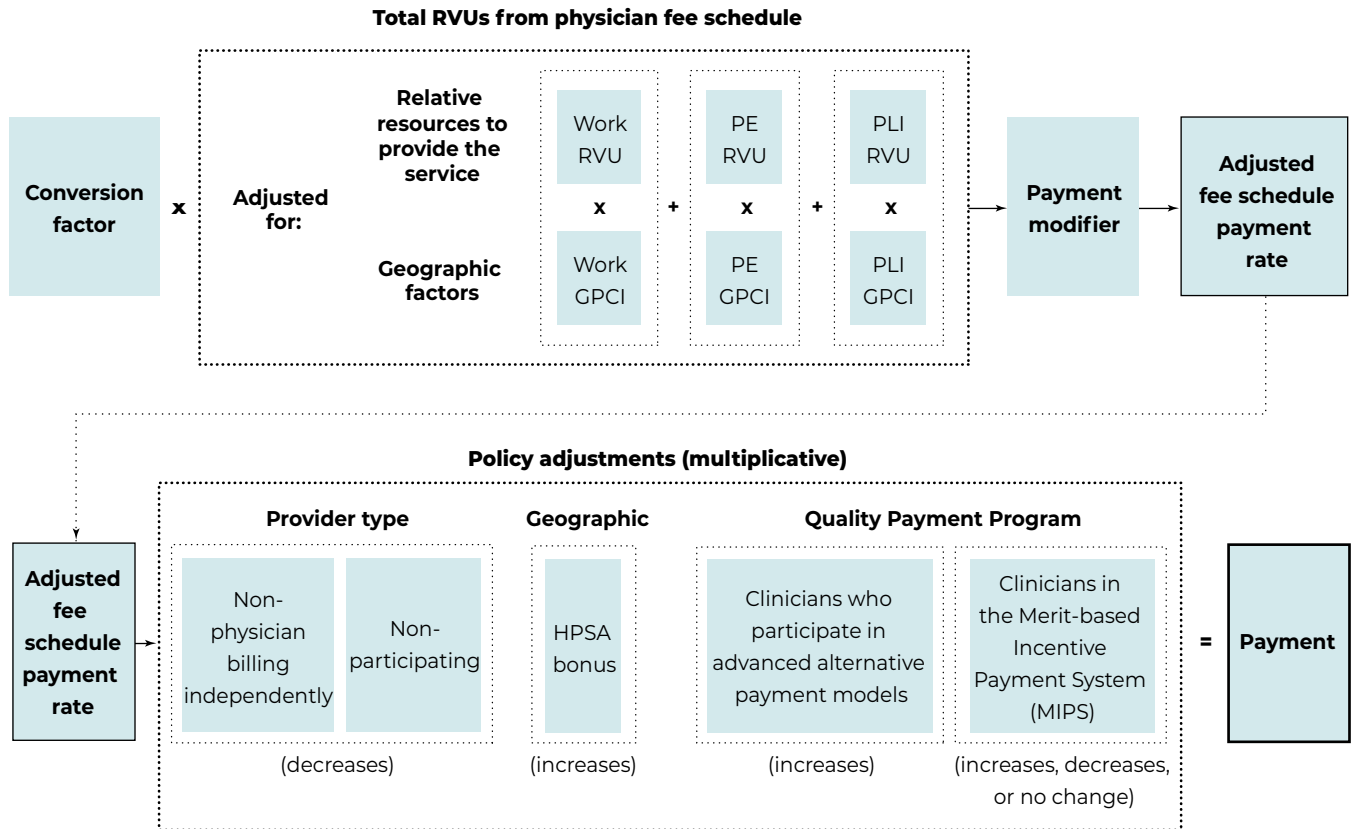 Total RVUs from physician fee schedule
Conversion
factor
x
Adjusted
for:
Relative
resources to
provide the
service
Geographic
factors
Work
RVU
x
Work
GPCI
+
PE
RVU
x
PE
GPCI
+
PLI
RVU
x
PLI
GPCI
Payment
modifier
Adjusted
fee schedule
payment
rate
Policy adjustments (multiplicative)
Adjusted
fee
schedule
payment
rate
Provider type
Non-
physician
billing
independently
Non-
participating
(decreases)
Geographic
HPSA
bonus
(increases)
Quality Payment Program
Clinicians who
participate in
advanced alternative
payment models
(increases)
Clinicians in
the Merit-based
Incentive
Payment System
(MIPS)
(increases, decreases,
or no change)
=
Payment